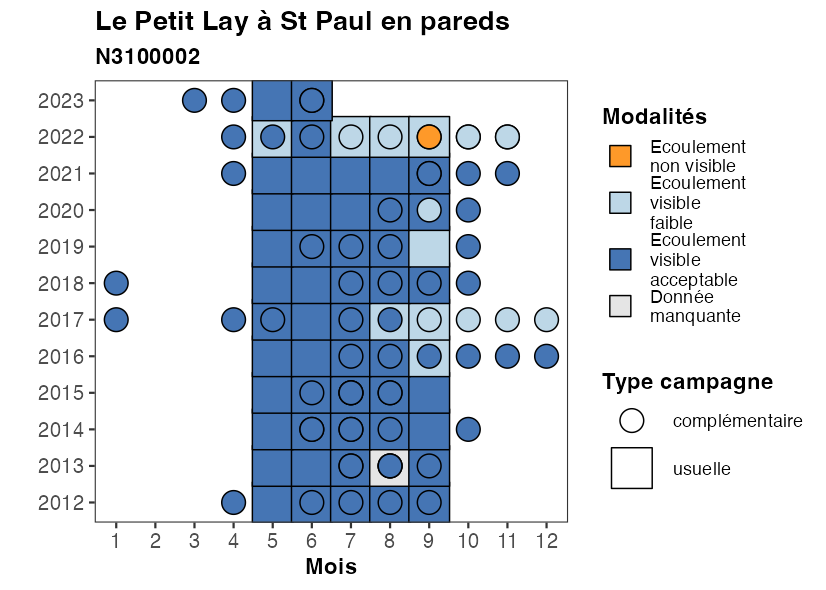 Le Petit Lay à St Paul en pareds
N3100002
2023
2022
2021
2020
2019
2018
2017
2016
2015
2014
2013
2012
1 2 3 4 5 6 7 8 9 10 11 12
Mois
Modalités
Ecoulement
non visible
Ecoulement
visible
faible
Ecoulement
visible
acceptable
Donnée
manquante
Type campagne
complémentaire
usuelle